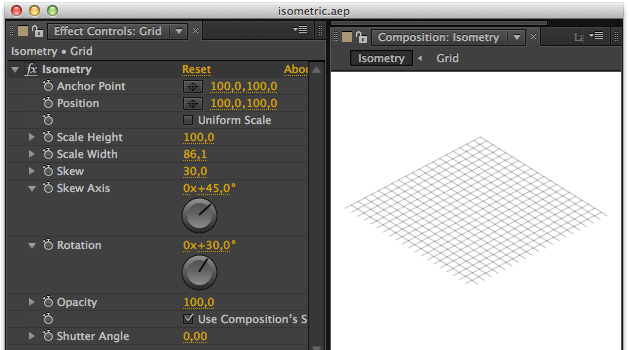 isometric.aep
Effect Controls: Grid
Isometry • Grid
fx Isometry Reset Abou
Anchor Point 100,0,100,0
Position 100,0,100,0
Uniform Scale
Scale Height 100,0
Scale Width 86,1
Skew 30,0
Skew Axis 0x+45,0°
Rotation 0x+30,0°
Opacity 100,0
Use Composition's S
Shutter Angle 0,00
Composition: Isometry
La
Isometry Grid